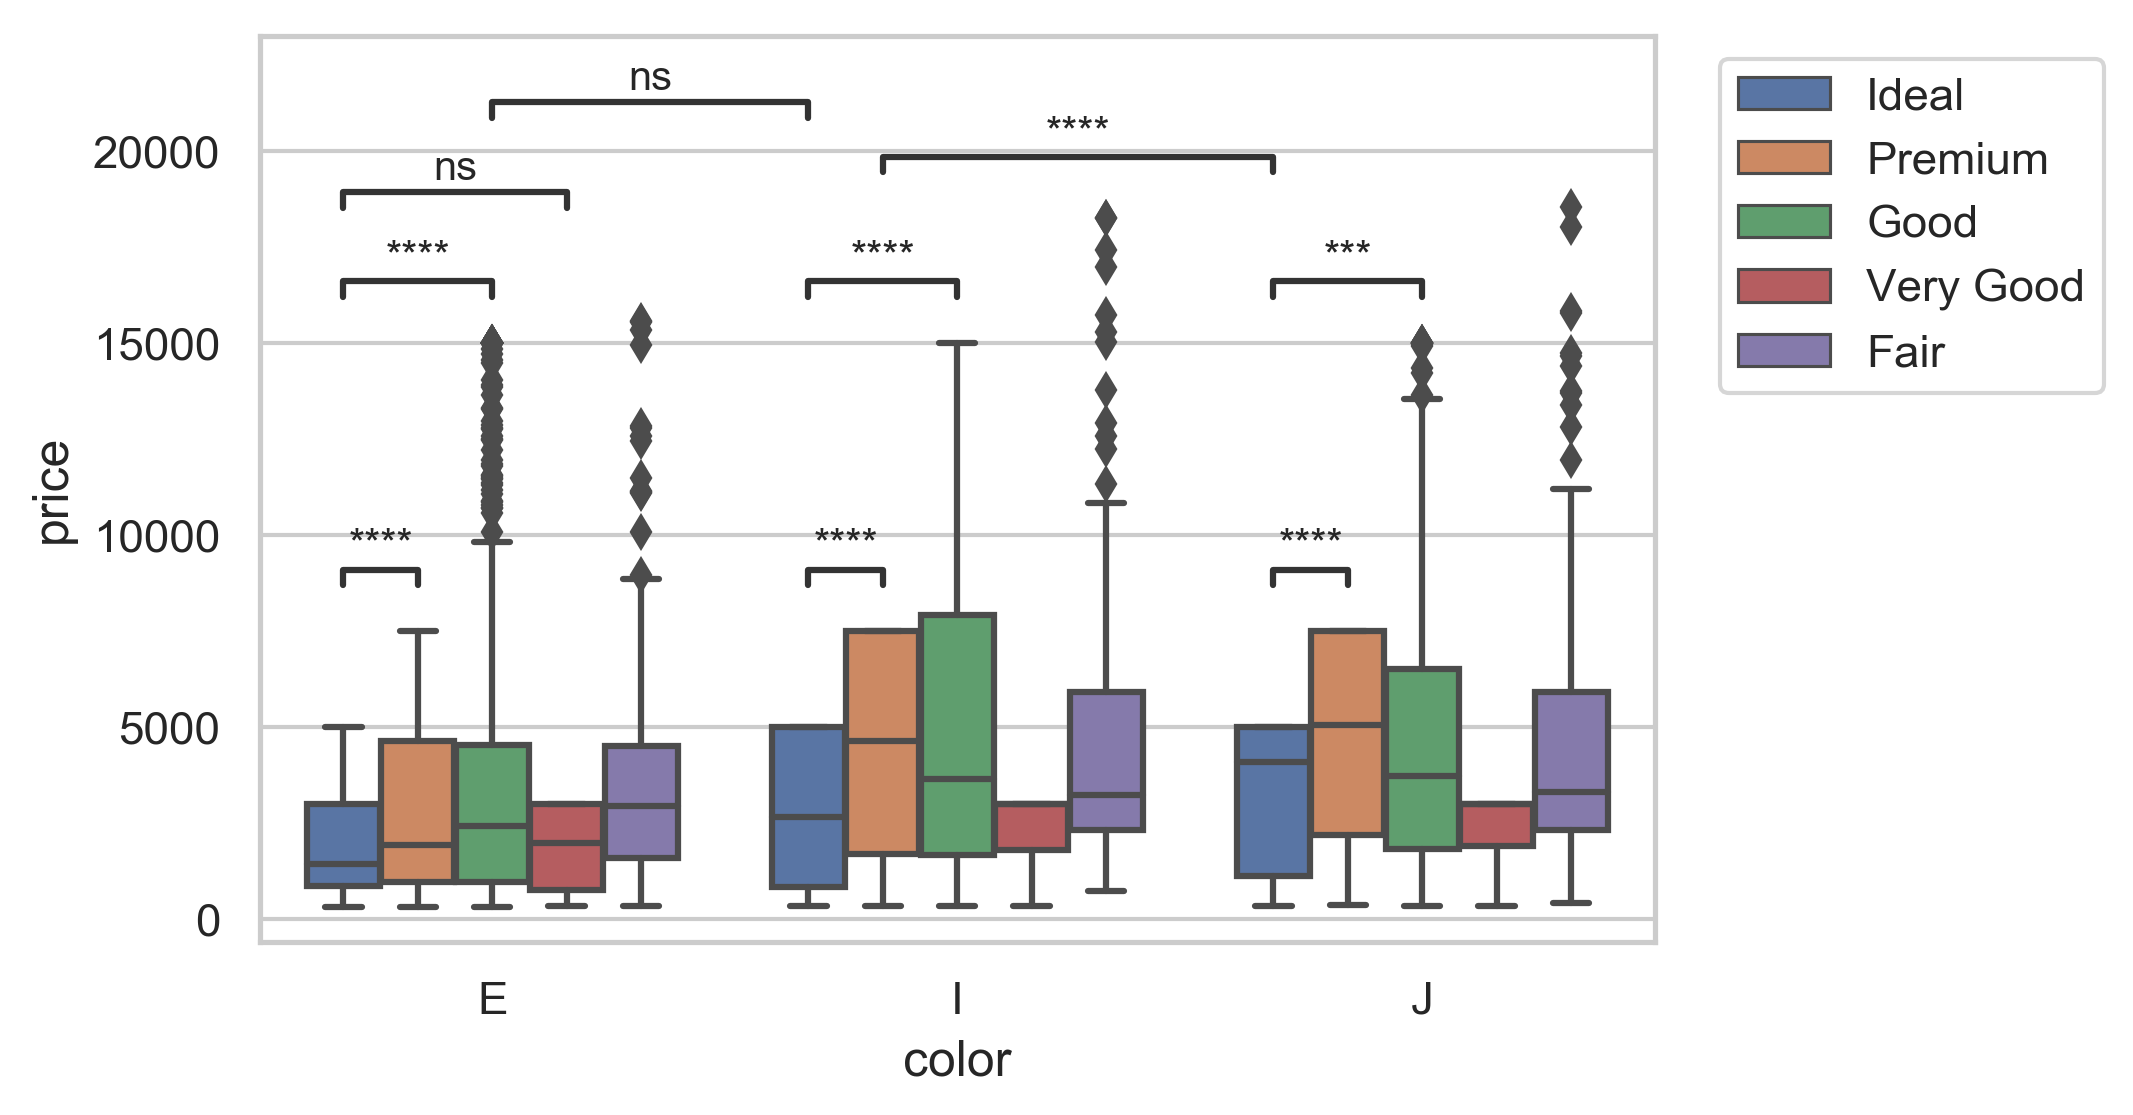 ns
****
ns
****
****
***
****
****
****
20000
15000
10000
5000
0
price
E
I
J
color
Ideal
Premium
Good
Very Good
Fair